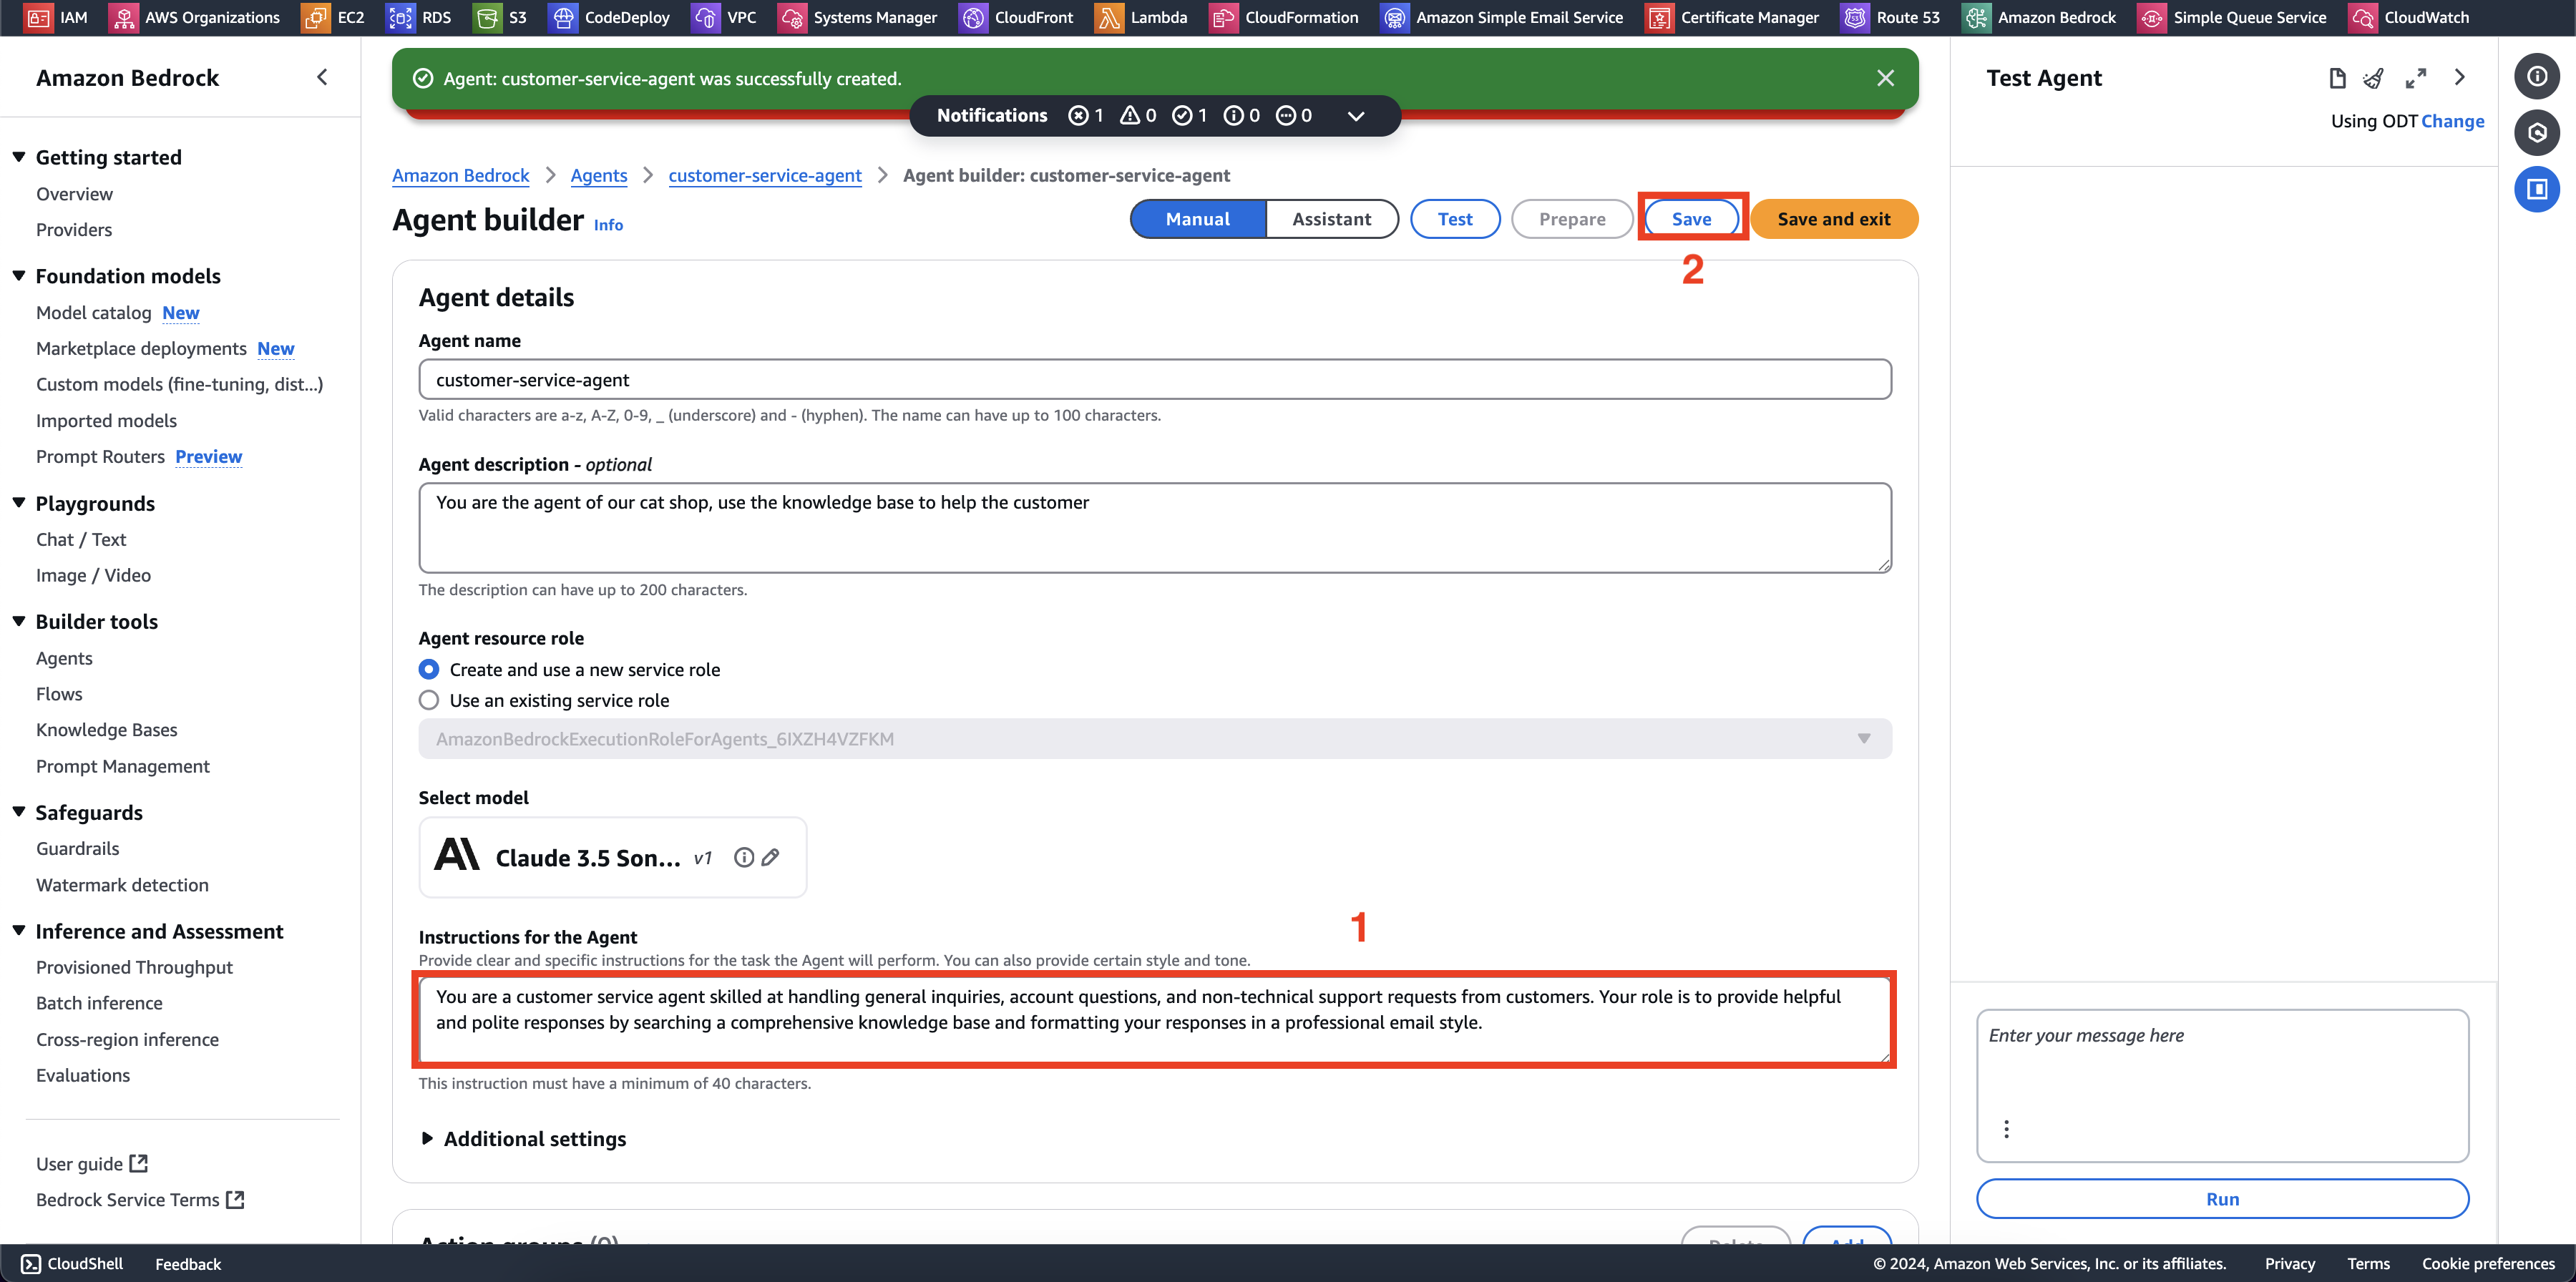 IAM AWS Organizations EC2 RDS S3 CodeDeploy VPC Systems Manager CloudFront Lambda CloudFormation Amazon Simple Email Service Certificate Manager Route 53 Amazon Bedrock Simple Queue Service CloudWatch
Amazon Bedrock
Getting started
Overview
Providers
Foundation models
Model catalog New
Marketplace deployments New
Custom models (fine-tuning, dist...)
Imported models
Prompt Routers Preview
Playgrounds
Chat / Text
Image / Video
Builder tools
Agents
Flows
Knowledge Bases
Prompt Management
Safeguards
Guardrails
Watermark detection
Inference and Assessment
Provisioned Throughput
Batch inference
Cross-region inference
Evaluations
User guide
Bedrock Service Terms
Agent: customer-service-agent was successfully created.
Notifications 1 0 1 0 0
Amazon Bedrock > Agents > customer-service-agent > Agent builder: customer-service-agent
Agent builder Info
Manual Assistant Test Prepare Save Save and exit
2
Agent details
Agent name
customer-service-agent
Valid characters are a-z, A-Z, 0-9, _ (underscore) and - (hyphen). The name can have up to 100 characters.
Agent description - optional
You are the agent of our cat shop, use the knowledge base to help the customer
The description can have up to 200 characters.
Agent resource role
Create and use a new service role
Use an existing service role
AmazonBedrockExecutionRoleForAgents_6IXZH4VZFKM
Select model
Claude 3.5 Son... v1
1
Instructions for the Agent
Provide clear and specific instructions for the task the Agent will perform. You can also provide certain style and tone.
You are a customer service agent skilled at handling general inquiries, account questions, and non-technical support requests from customers. Your role is to provide helpful
and polite responses by searching a comprehensive knowledge base and formatting your responses in a professional email style.
This instruction must have a minimum of 40 characters.
Additional settings
Action groups (0) Delete Add
Test Agent
Using ODT Change
Enter your message here
Run
CloudShell Feedback © 2024, Amazon Web Services, Inc. or its affiliates. Privacy Terms Cookie preferences